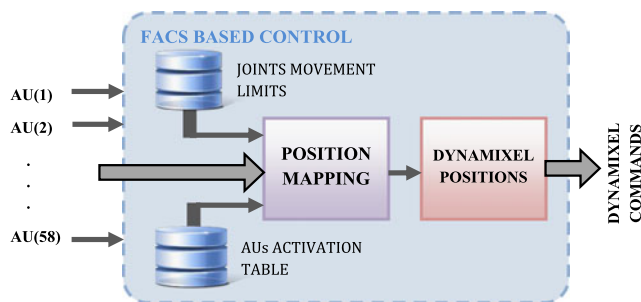 FACS BASED CONTROL
JOINTS MOVEMENT
LIMITS
AU(1)
AU(2)
.
.
.
AU(58)
POSITION
MAPPING
DYNAMIXEL
POSITIONS
DYNAMIXEL
COMMANDS
AUs ACTIVATION
TABLE